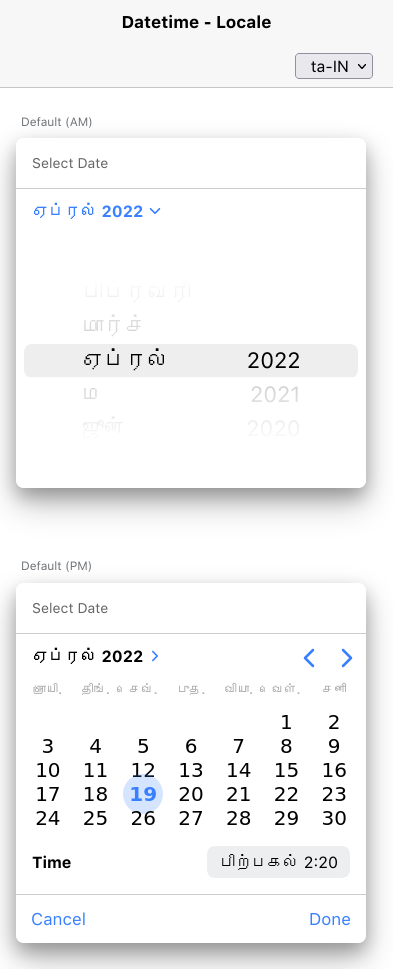 Datetime - Locale
ta-IN
Default (AM)
Select Date
ஏப்ரல் 2022
பிப்ரவரி
மார்ச்
ஏப்ரல் 2022
மே 2021
ஜூன் 2020
Default (PM)
Select Date
ஏப்ரல் 2022
ஞாயி. திங். செவ். புத. வியா. வெள். சனி
1 2
3 4 5 6 7 8 9
10 11 12 13 14 15 16
17 18 19 20 21 22 23
24 25 26 27 28 29 30
Time பிற்பகல் 2:20
Cancel Done